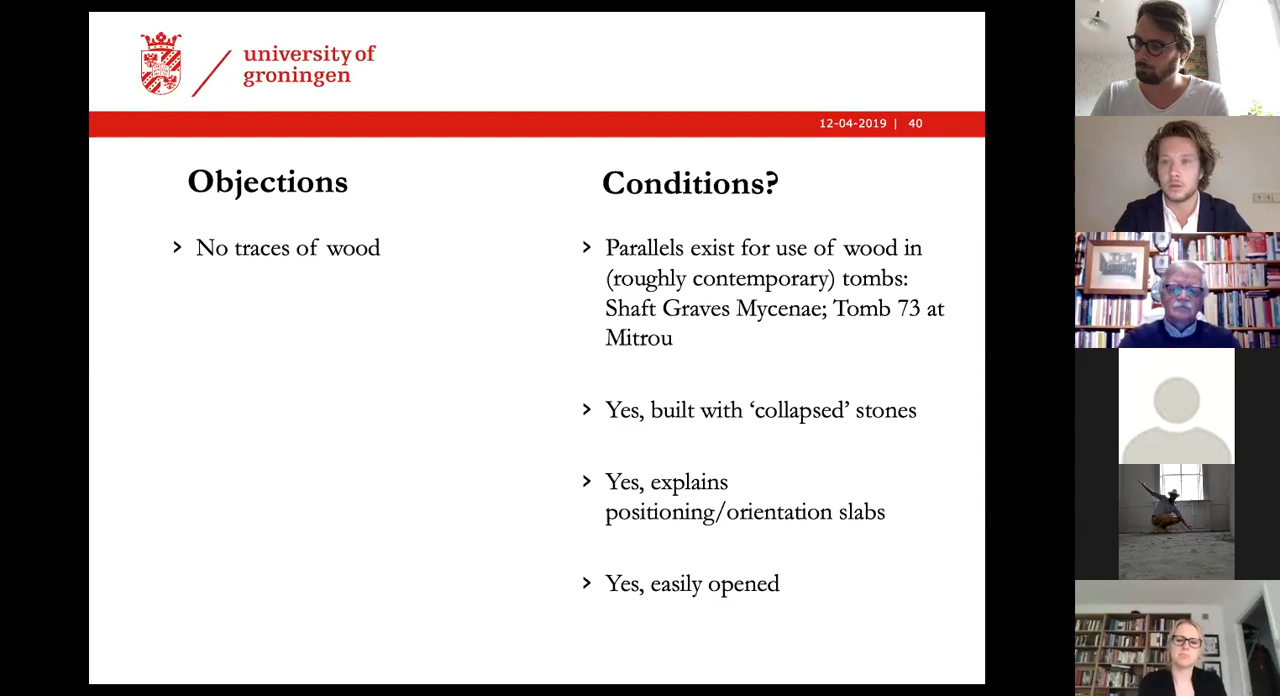 university of
groningen
12-04-2019 | 40
Objections
› No traces of wood
Conditions?
› Parallels exist for use of wood in
(roughly contemporary) tombs:
Shaft Graves Mycenae; Tomb 73 at
Mitrou
› Yes, built with ‘collapsed’ stones
› Yes, explains
positioning/orientation slabs
› Yes, easily opened